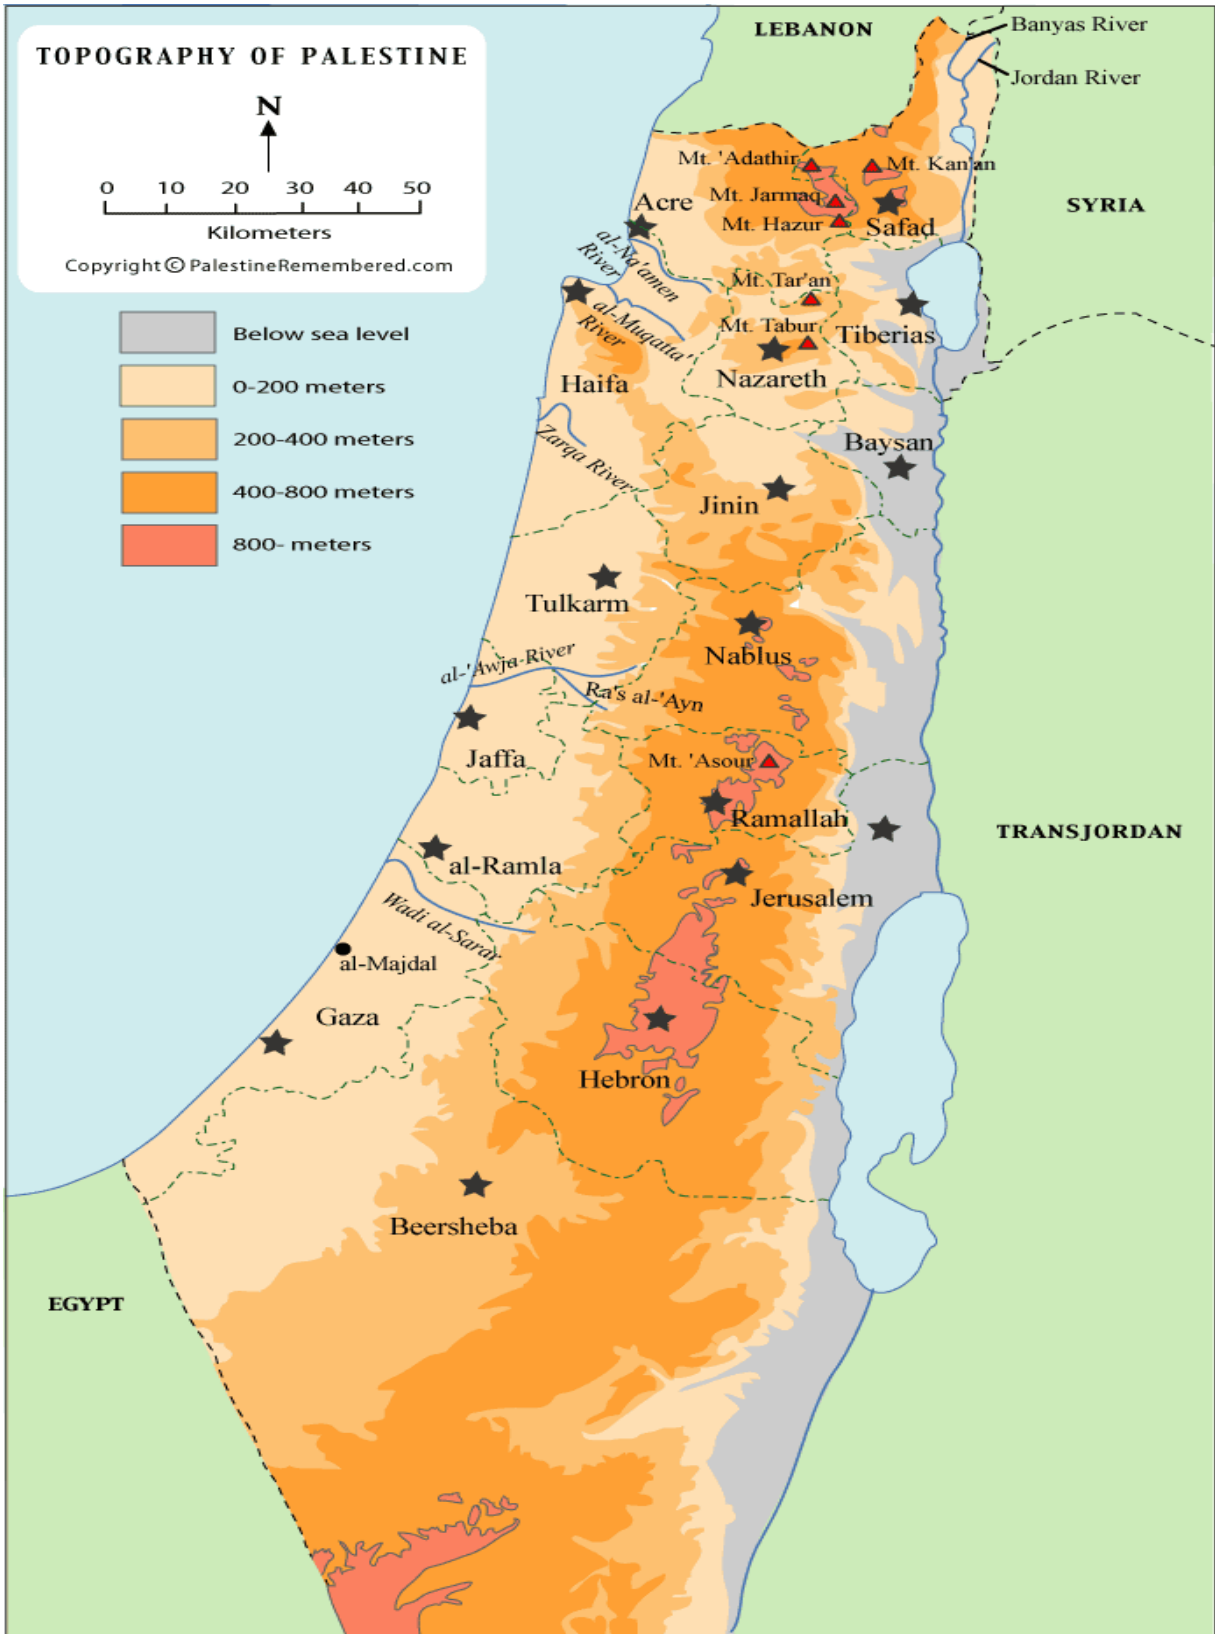 TOPOGRAPHY OF PALESTINE
N
0 10 20 30 40 50
Kilometers
Copyright © PalestineRemembered.com
Below sea level
0-200 meters
200-400 meters
400-800 meters
800- meters
LEBANON
Banyas River
Jordan River
SYRIA
Mt. 'Adathir
Mt. Kan'an
Mt. Jarmaq
Mt. Hazur
Safad
Acre
al-Na'amen
River
Mt. Tar'an
al-Muqatta'
River
Mt. Tabur
Tiberias
Nazareth
Haifa
Zarqa River
Baysan
Jinin
Tulkarm
Nablus
al-'Awja River
Ra's al-'Ayn
Jaffa
Mt. 'Asour
Ramallah
TRANSJORDAN
al-Ramla
Jerusalem
Wadi al-Sarar
al-Majdal
Gaza
Hebron
Beersheba
EGYPT